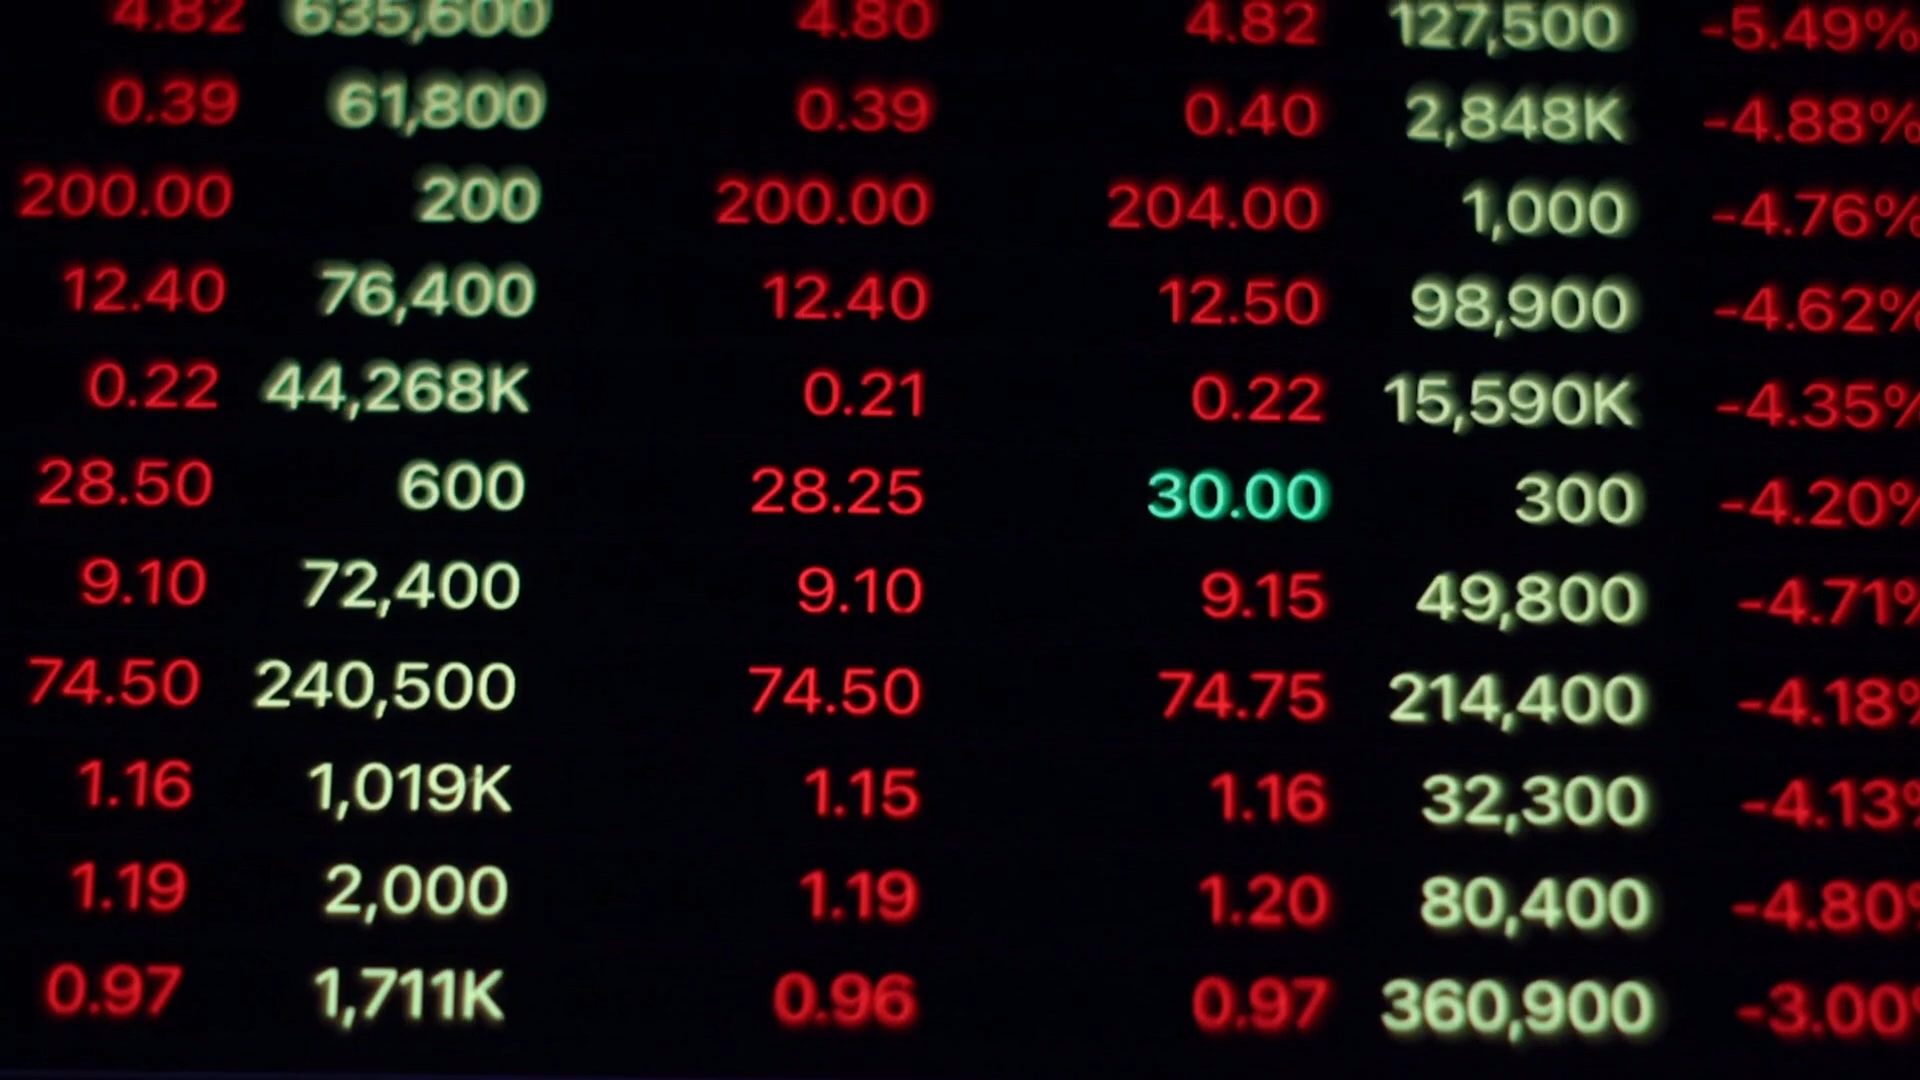 4.82 635,600 4.80 4.82 127,500 -5.49%
0.39 61,800 0.39 0.40 2,848K -4.88%
200.00 200 200.00 204.00 1,000 -4.76%
12.40 76,400 12.40 12.50 98,900 -4.62%
0.22 44,268K 0.21 0.22 15,590K -4.35%
28.50 600 28.25 30.00 300 -4.20%
9.10 72,400 9.10 9.15 49,800 -4.71%
74.50 240,500 74.50 74.75 214,400 -4.18%
1.16 1,019K 1.15 1.16 32,300 -4.13%
1.19 2,000 1.19 1.20 80,400 -4.80%
0.97 1,711K 0.96 0.97 360,900 -3.00%